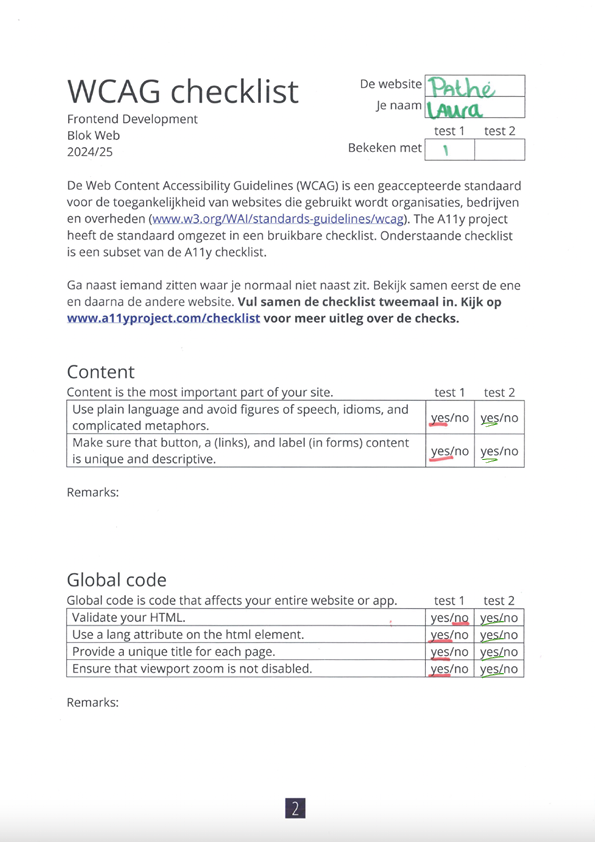 WCAG checklist
Frontend Development
Blok Web
2024/25
De website Pathé
Je naam Laura
test 1 test 2
Bekeken met 1
De Web Content Accessibility Guidelines (WCAG) is een geaccepteerde standaard
voor de toegankelijkheid van websites die gebruikt wordt organisaties, bedrijven
en overheden (www.w3.org/WAI/standards-guidelines/wcag). The A11y project
heeft de standaard omgezet in een bruikbare checklist. Onderstaande checklist
is een subset van de A11y checklist.
Ga naast iemand zitten waar je normaal niet naast zit. Bekijk samen eerst de ene
en daarna de andere website. Vul samen de checklist tweemaal in. Kijk op
www.a11yproject.com/checklist voor meer uitleg over de checks.
Content
Content is the most important part of your site. test 1 test 2
Use plain language and avoid figures of speech, idioms, and
complicated metaphors. yes/no yes/no
Make sure that button, a (links), and label (in forms) content
is unique and descriptive. yes/no yes/no
Remarks:
Global code
Global code is code that affects your entire website or app. test 1 test 2
Validate your HTML. yes/no yes/no
Use a lang attribute on the html element. yes/no yes/no
Provide a unique title for each page. yes/no yes/no
Ensure that viewport zoom is not disabled. yes/no yes/no
Remarks:
2